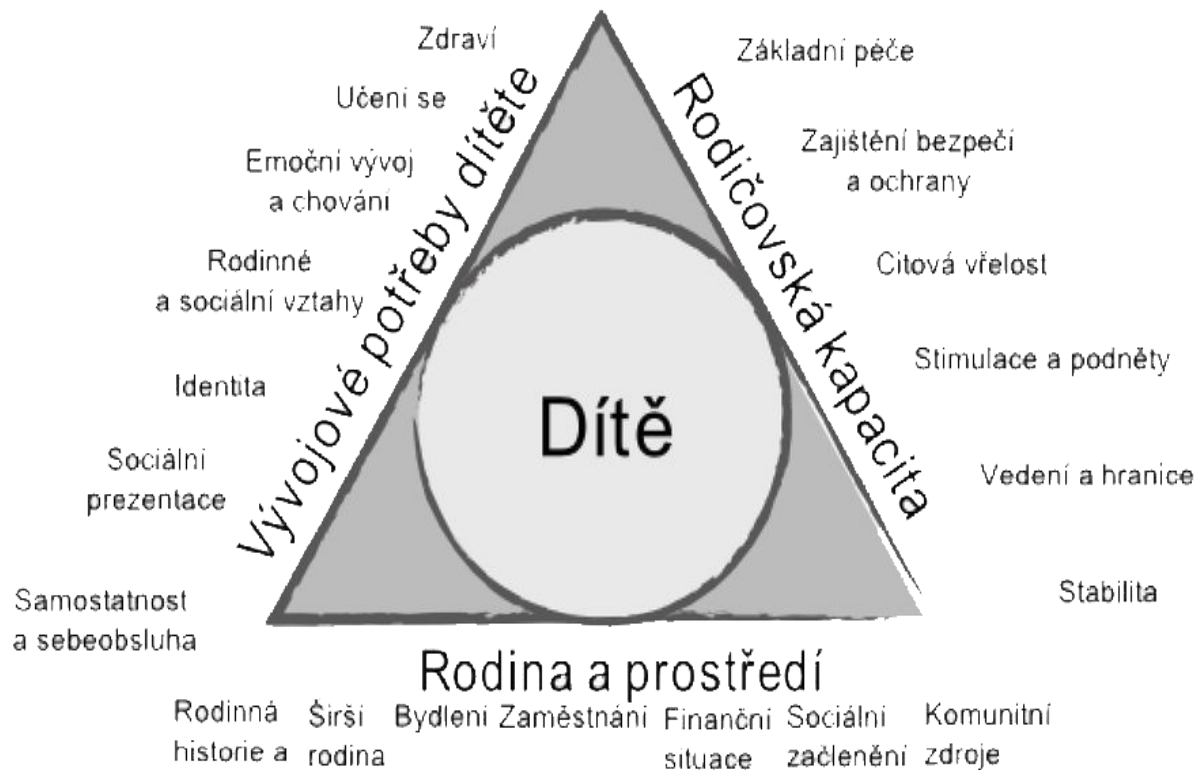 Zdraví
Učení se
Emoční vývoj
a chování
Rodinné
a sociální vztahy
Identita
Sociální
prezentace
Samostatnost
a sebeobsluha
Vývojové potřeby dítěte
Dítě
Rodičovská kapacita
Základní péče
Zajištění bezpečí
a ochrany
Citová vřelost
Stimulace a podněty
Vedení a hranice
Stabilita
Rodina a prostředí
Rodinná
historie a
Širší
rodina
Bydlení
Zaměstnání
Finanční
situace
Sociální
začlenění
Komunitní
zdroje